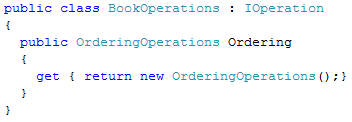 public class BookOperations : IOperation
{
  public OrderingOperations Ordering
  {
    get { return new OrderingOperations();}
  }
}